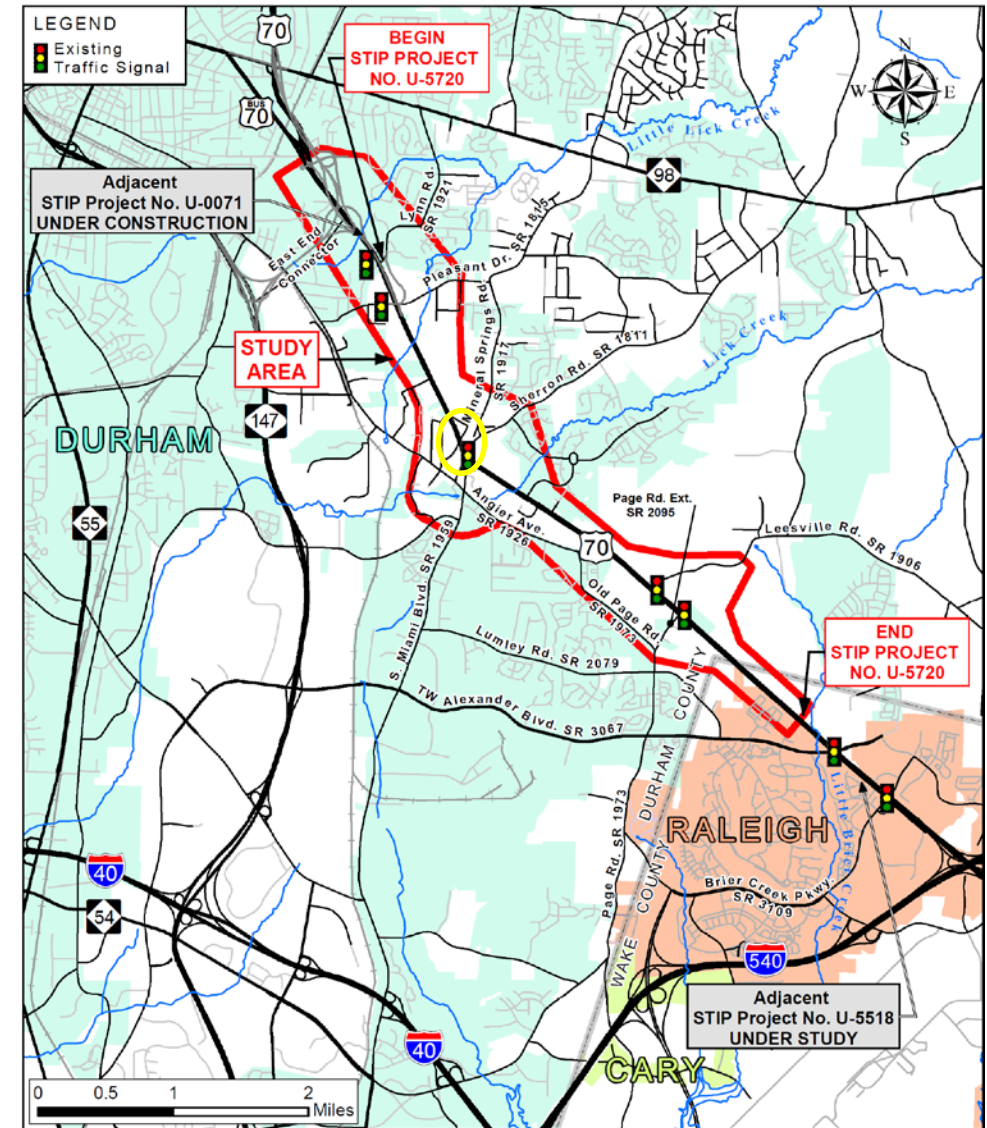 LEGEND
Existing
Traffic Signal
70
BEGIN
STIP PROJECT
NO. U-5720
BUS
70
N
W
E
S
Little Lick Creek
98
Adjacent
STIP Project No. U-0071
UNDER CONSTRUCTION
Lynn Rd.
SR 1921
East End
Connector
Pleasant Dr. SR 1815
STUDY
AREA
Mineral Springs Rd.
SR 1917
Sherron Rd. SR 1811
Lick Creek
147
DURHAM
55
Angier Ave.
SR 1926
Page Rd. Ext.
SR 2095
70
Leesville Rd. SR 1906
S. Miami Blvd. SR 1959
Old Page Rd.
SR 1973
Lumley Rd. SR 2079
END
STIP PROJECT
NO. U-5720
TW Alexander Blvd. SR 3067
WAKE COUNTY
DURHAM COUNTY
Page Rd. SR 1973
RALEIGH
Little Brier Creek
Brier Creek Pkwy.
SR 3109
40
54
540
Adjacent
STIP Project No. U-5518
UNDER STUDY
40
CARY
0 0.5 1 2
Miles